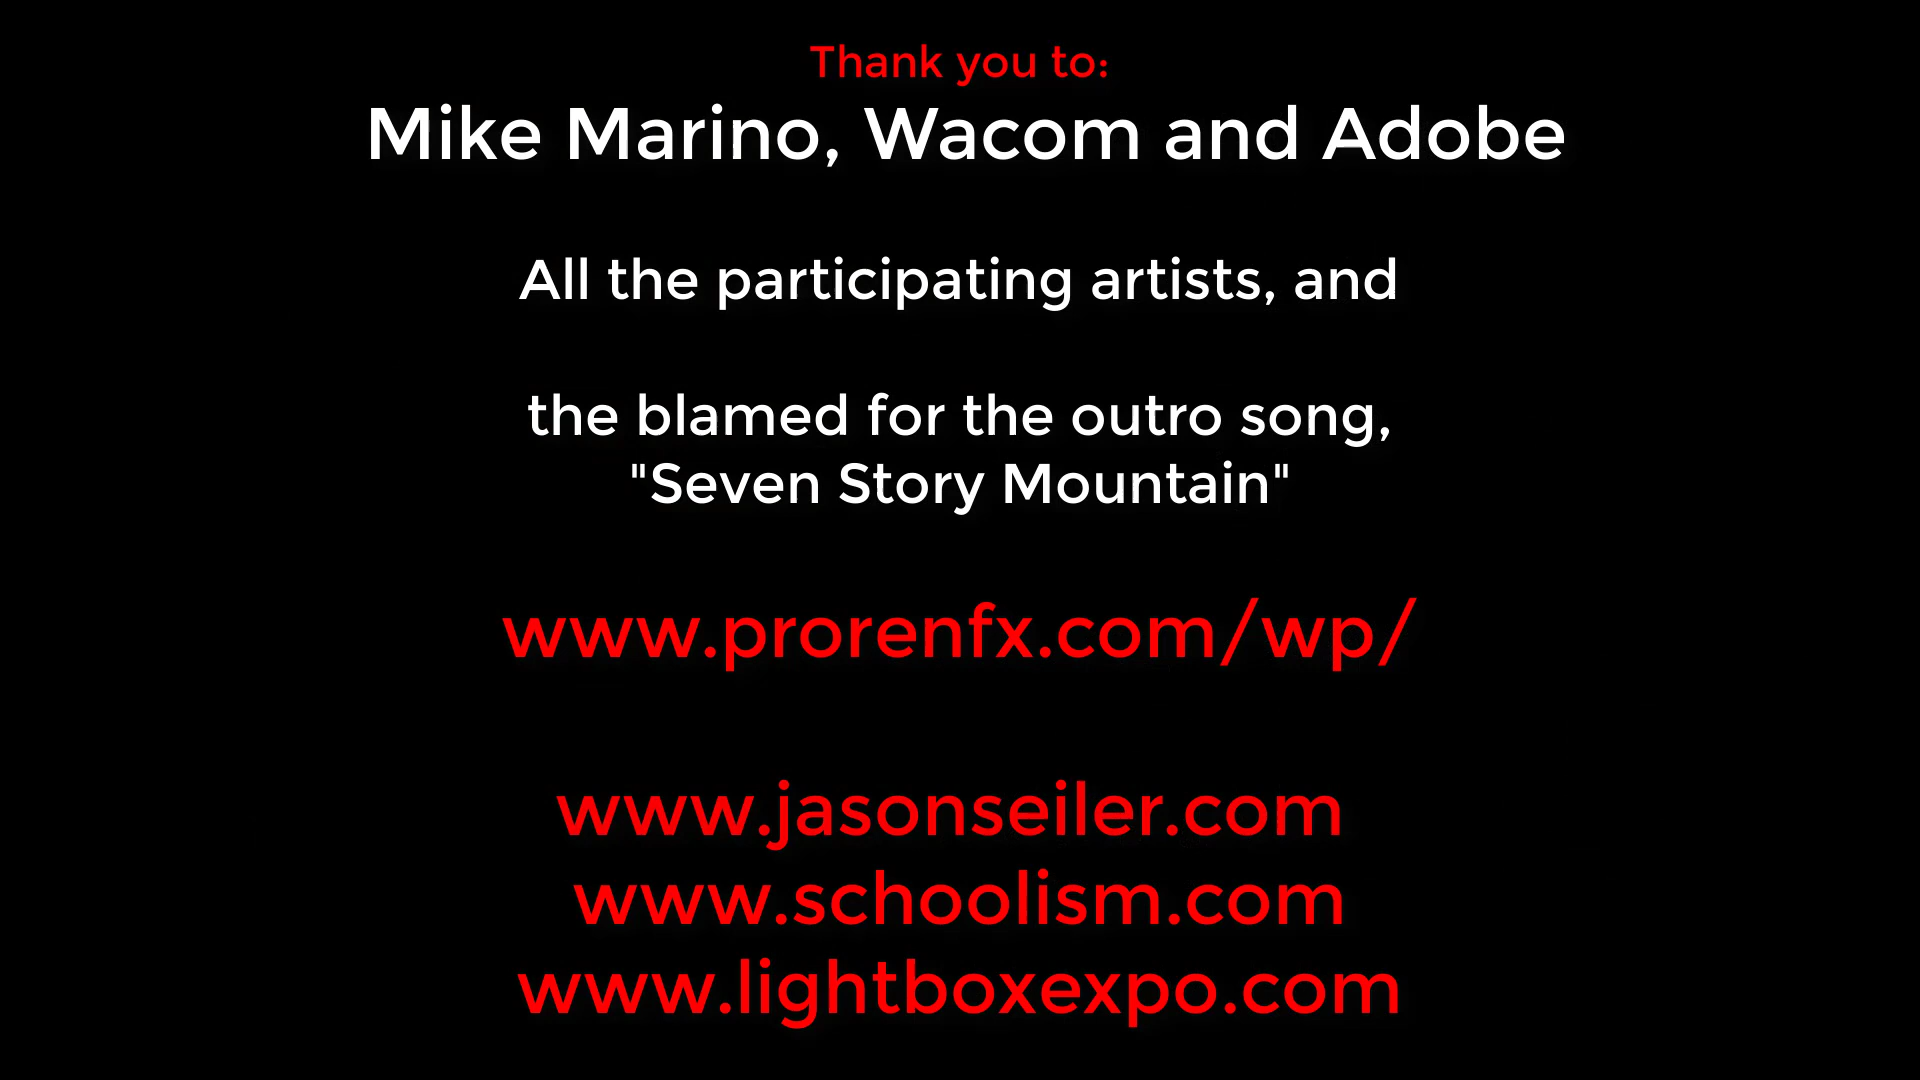 Thank you to:
Mike Marino, Wacom and Adobe
All the participating artists, and
the blamed for the outro song,
"Seven Story Mountain"
www.prorenfx.com/wp/
www.jasonseiler.com
www.schoolism.com
www.lightboxexpo.com